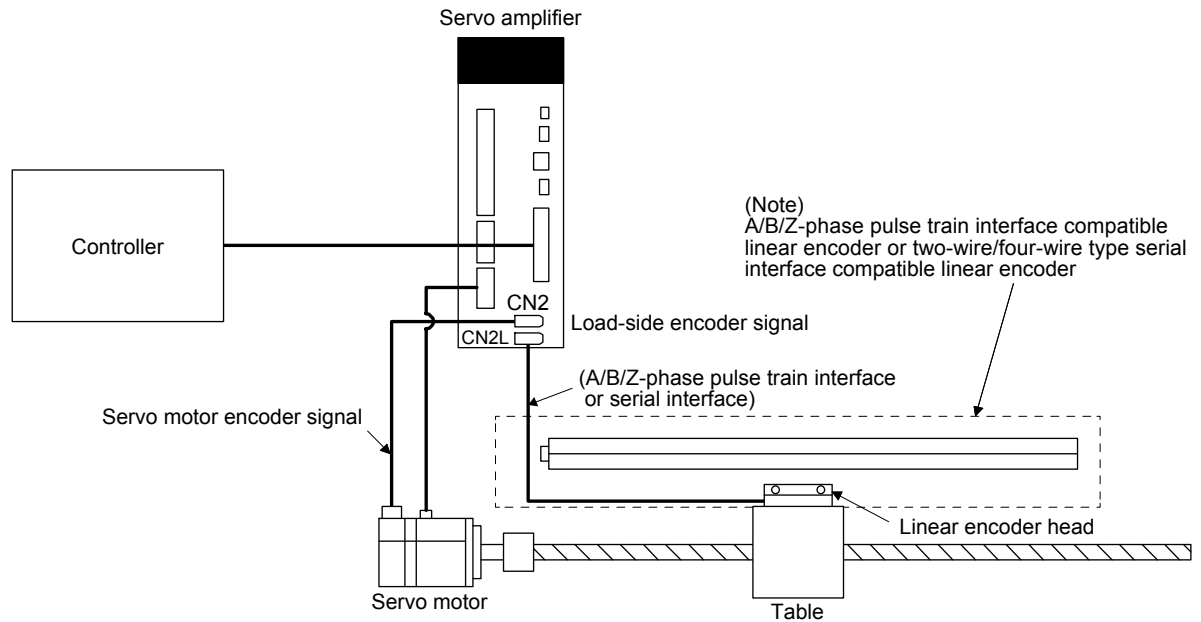 Servo amplifier
Controller
(Note)
A/B/Z-phase pulse train interface compatible
linear encoder or two-wire/four-wire type serial
interface compatible linear encoder
CN2
CN2L
Load-side encoder signal
(A/B/Z-phase pulse train interface
or serial interface)
Servo motor encoder signal
Linear encoder head
Servo motor
Table